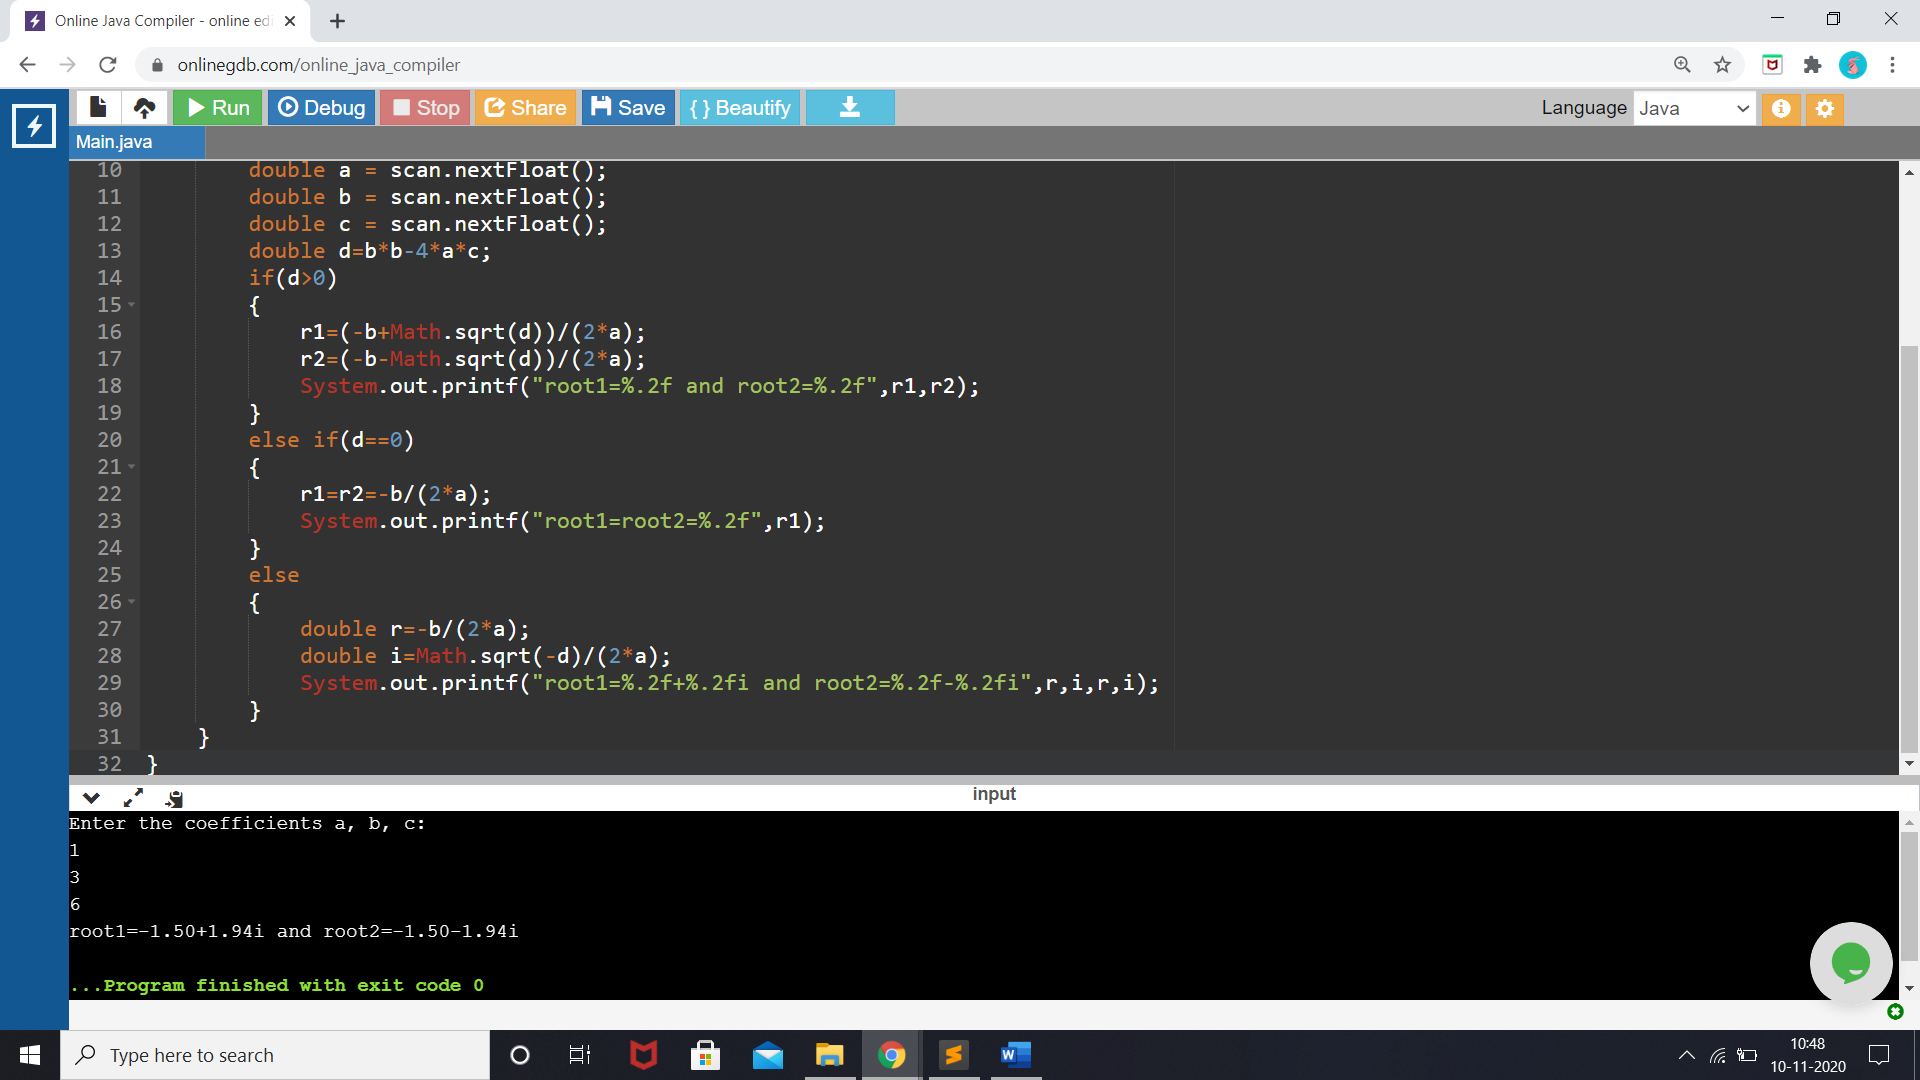 Online Java Compiler - online edi
onlinegdb.com/online_java_compiler
Run Debug Stop Share Save { } Beautify Language Java
Main.java
10 double a = scan.nextFloat();
11 double b = scan.nextFloat();
12 double c = scan.nextFloat();
13 double d=b*b-4*a*c;
14 if(d>0)
15 {
16 r1=(-b+Math.sqrt(d))/(2*a);
17 r2=(-b-Math.sqrt(d))/(2*a);
18 System.out.printf("root1=%.2f and root2=%.2f",r1,r2);
19 }
20 else if(d==0)
21 {
22 r1=r2=-b/(2*a);
23 System.out.printf("root1=root2=%.2f",r1);
24 }
25 else
26 {
27 double r=-b/(2*a);
28 double i=Math.sqrt(-d)/(2*a);
29 System.out.printf("root1=%.2f+%.2fi and root2=%.2f-%.2fi",r,i,r,i);
30 }
31 }
32 }
input
Enter the coefficients a, b, c:
1
3
6
root1=-1.50+1.94i and root2=-1.50-1.94i
...Program finished with exit code 0
Type here to search
W
10:48
10-11-2020